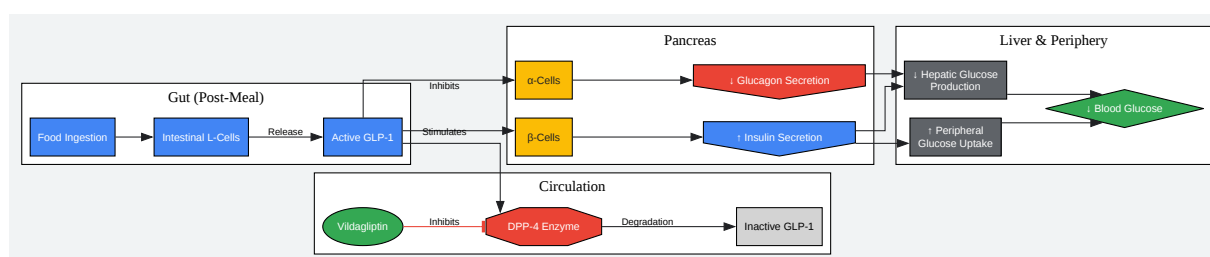 Gut (Post-Meal)
Food Ingestion
Intestinal L-Cells
Release
Active GLP-1
Inhibits
Stimulates
Pancreas
α-Cells
↓ Glucagon Secretion
β-Cells
↑ Insulin Secretion
Liver & Periphery
↓ Hepatic Glucose
Production
↑ Peripheral
Glucose Uptake
↓ Blood Glucose
Circulation
Vildagliptin
Inhibits
DPP-4 Enzyme
Degradation
Inactive GLP-1